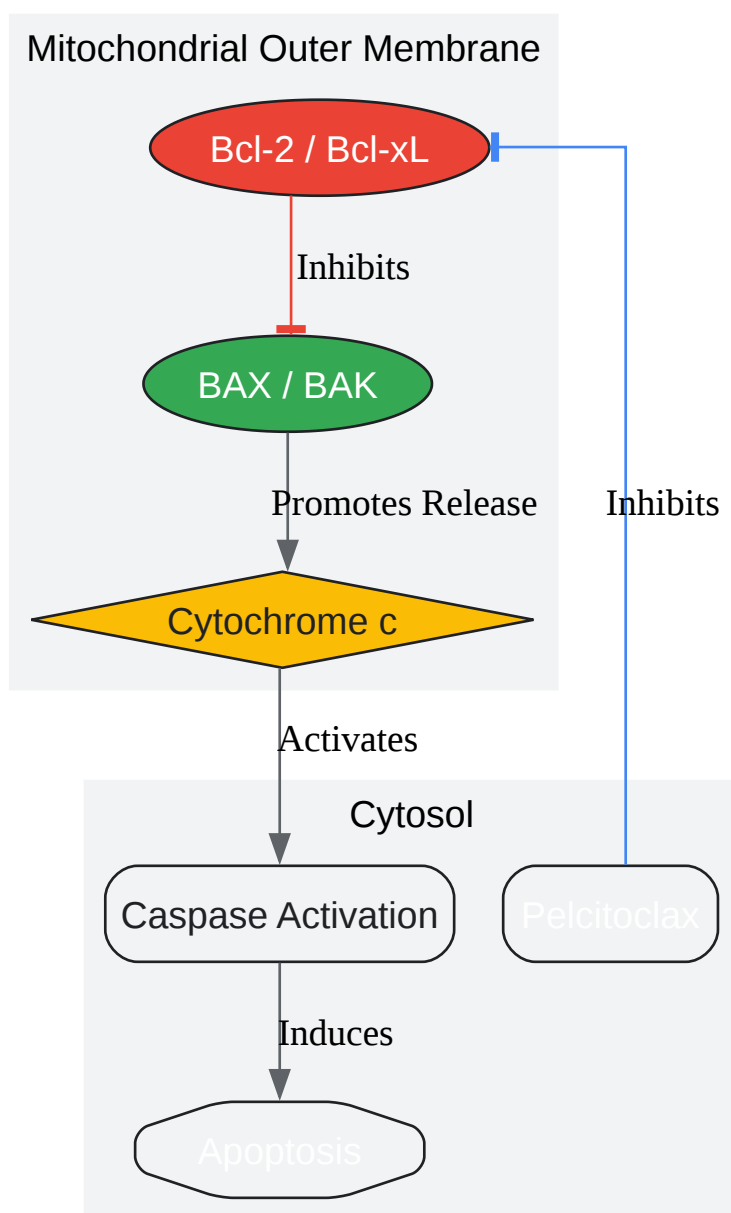 Mitochondrial Outer Membrane
Bcl-2 / Bcl-xL
Inhibits
BAX / BAK
Promotes Release
Inhibits
Cytochrome c
Activates
Cytosol
Caspase Activation
Pelcitoclax
Induces
Apoptosis